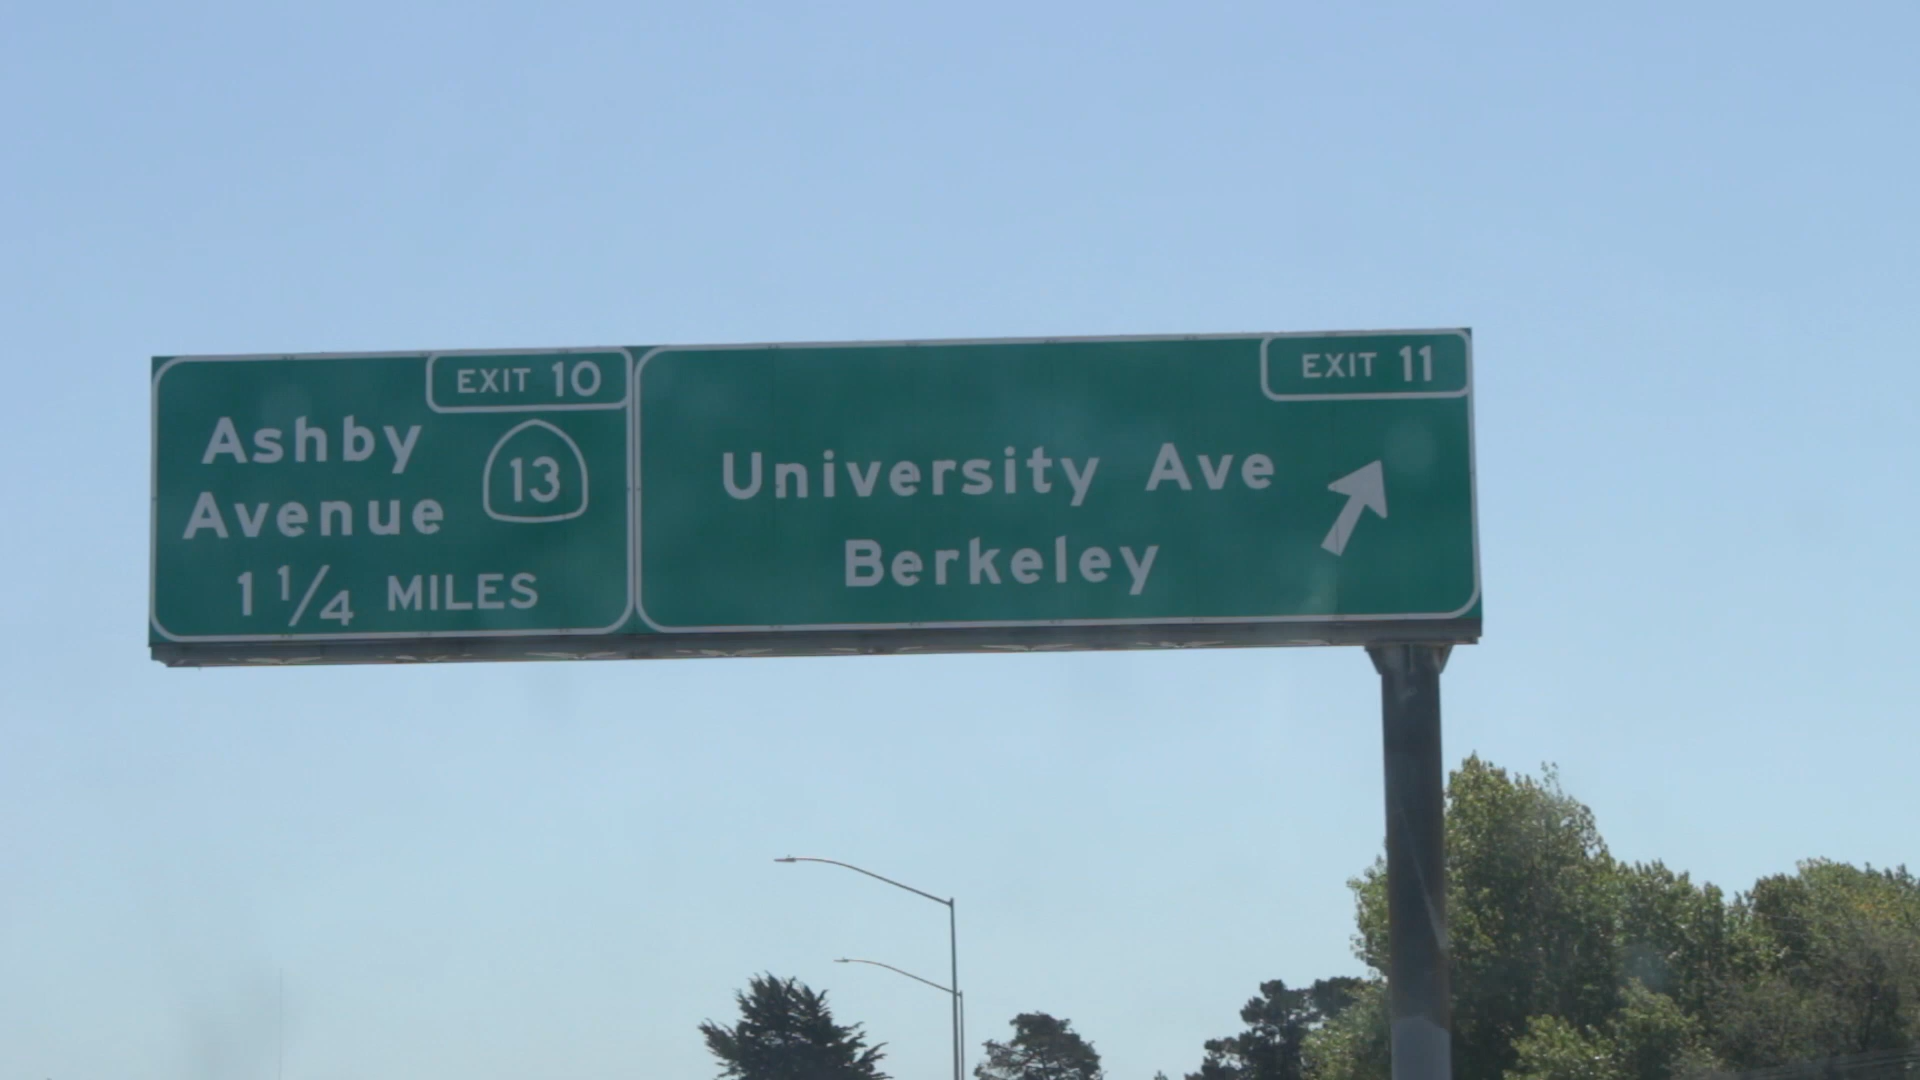 EXIT 10
Ashby
Avenue
13
1 1/4 MILES
EXIT 11
University Ave
Berkeley